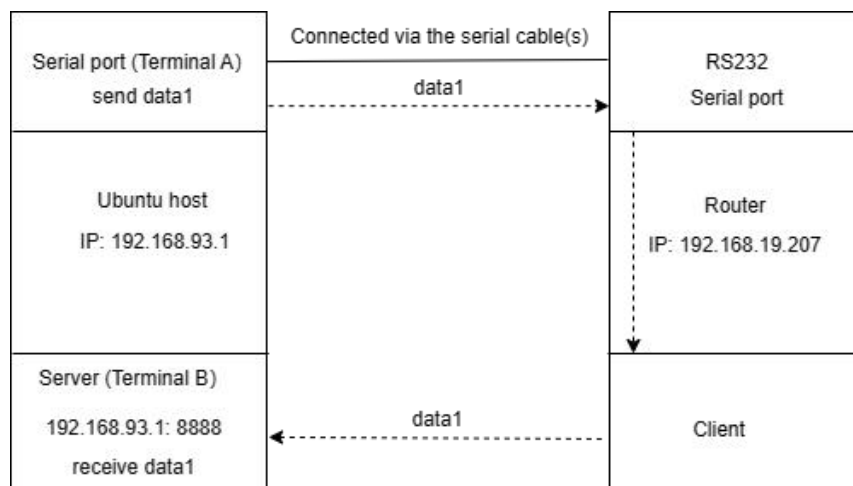 Serial port (Terminal A)
send data1
Connected via the serial cable(s)
data1
RS232
Serial port
Ubuntu host
IP: 192.168.93.1
Router
IP: 192.168.19.207
Server (Terminal B)
192.168.93.1: 8888
receive data1
data1
Client